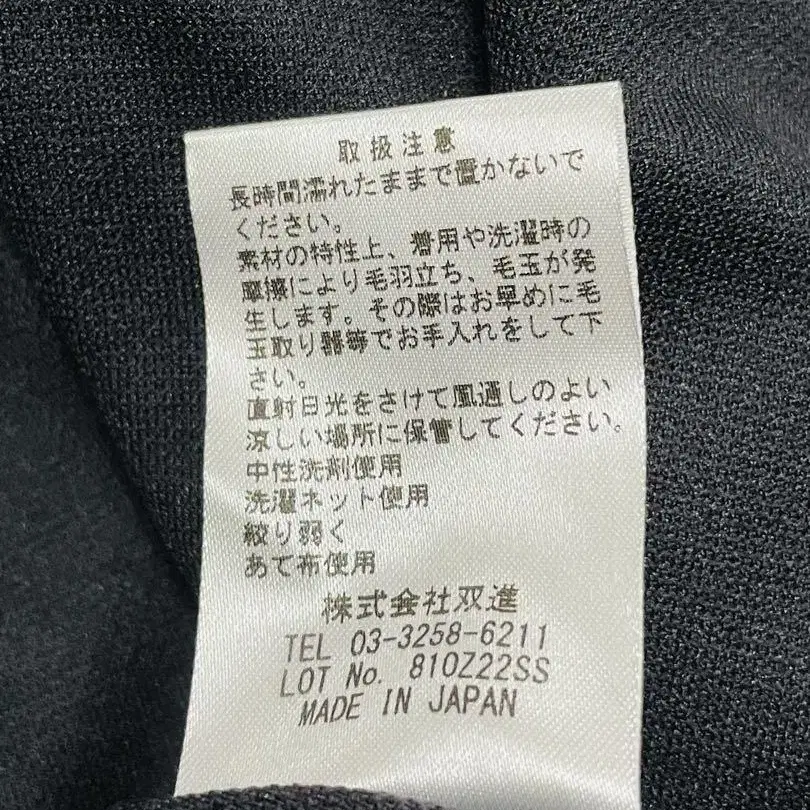 取扱注意
長時間濡れたままで置かないで
ください。
素材の特性上、着用や洗濯時の
摩擦により毛羽立ち、毛玉が発
生します。その際はお早めに毛
玉取り器等でお手入れをして下
さい。
直射日光をさけて風通しのよい
涼しい場所に保管してください。
中性洗剤使用
洗濯ネット使用
絞り弱く
あて布使用
株式会社双進
TEL 03-3258-6211
LOT No. 810Z22SS
MADE IN JAPAN